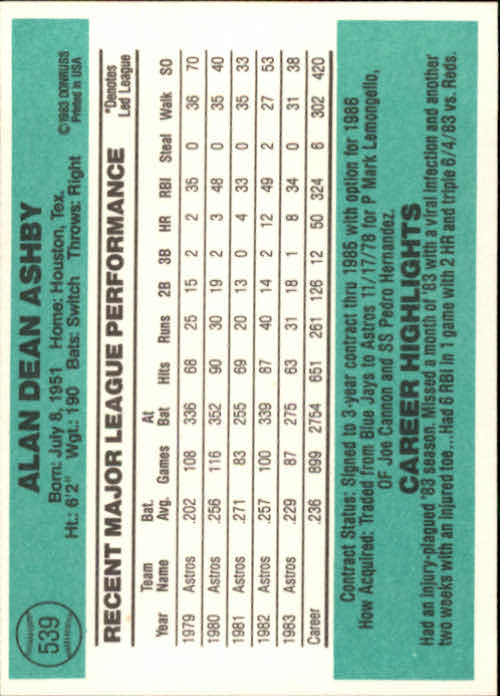 539
ALAN DEAN ASHBY
Born: July 8, 1951 Home: Houston, Tex.
Ht.: 6'2" Wgt.: 190 Bats: Switch Throws: Right
©1983 DONRUSS
Printed in USA
RECENT MAJOR LEAGUE PERFORMANCE
*Denotes
Led League
Team Bat. At
Year Name Avg. Games Bat Hits Runs 2B 3B HR RBI Steal Walk SO
1979 Astros .202 108 336 68 25 15 2 2 35 0 36 70
1980 Astros .256 116 352 90 30 19 2 3 48 0 35 40
1981 Astros .271 83 255 69 20 13 0 4 33 0 35 33
1982 Astros .257 100 339 87 40 14 2 12 49 2 27 53
1983 Astros .229 87 275 63 31 18 1 8 34 0 31 38
Career .236 899 2754 651 261 126 12 50 324 6 302 420
Contract Status: Signed to 3-year contract thru 1985 with option for 1986
How Acquired: Traded from Blue Jays to Astros 11/17/78 for P Mark Lemongello,
OF Joe Cannon and SS Pedro Hernandez.
CAREER HIGHLIGHTS
Had an injury-plagued '83 season. Missed a month of '83 with a viral infection and another
two weeks with an injured toe...Had 6 RBI in 1 game with 2 HR and triple 6/4/83 vs. Reds.